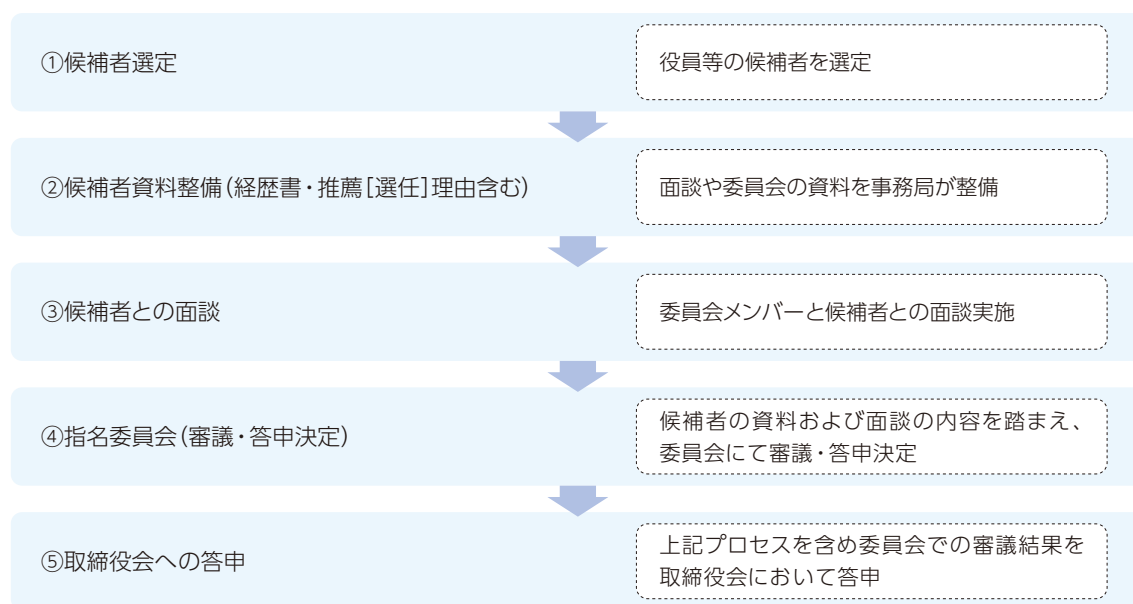 ①候補者選定
役員等の候補者を選定
②候補者資料整備(経歴書・推薦[選任]理由含む)
面談や委員会の資料を事務局が整備
③候補者との面談
委員会メンバーと候補者との面談実施
④指名委員会(審議・答申決定)
候補者の資料および面談の内容を踏まえ、
委員会にて審議・答申決定
⑤取締役会への答申
上記プロセスを含め委員会での審議結果を
取締役会において答申